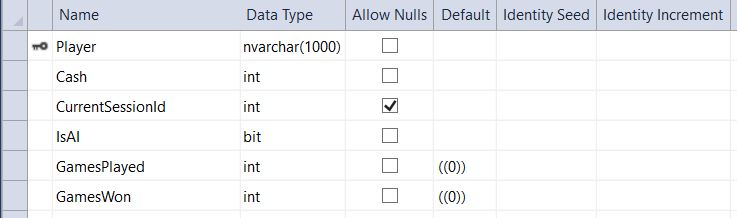 Name Data Type Allow Nulls Default Identity Seed Identity Increment
Player nvarchar(1000)
Cash int
CurrentSessionId int
IsAI bit
GamesPlayed int ((0))
GamesWon int ((0))